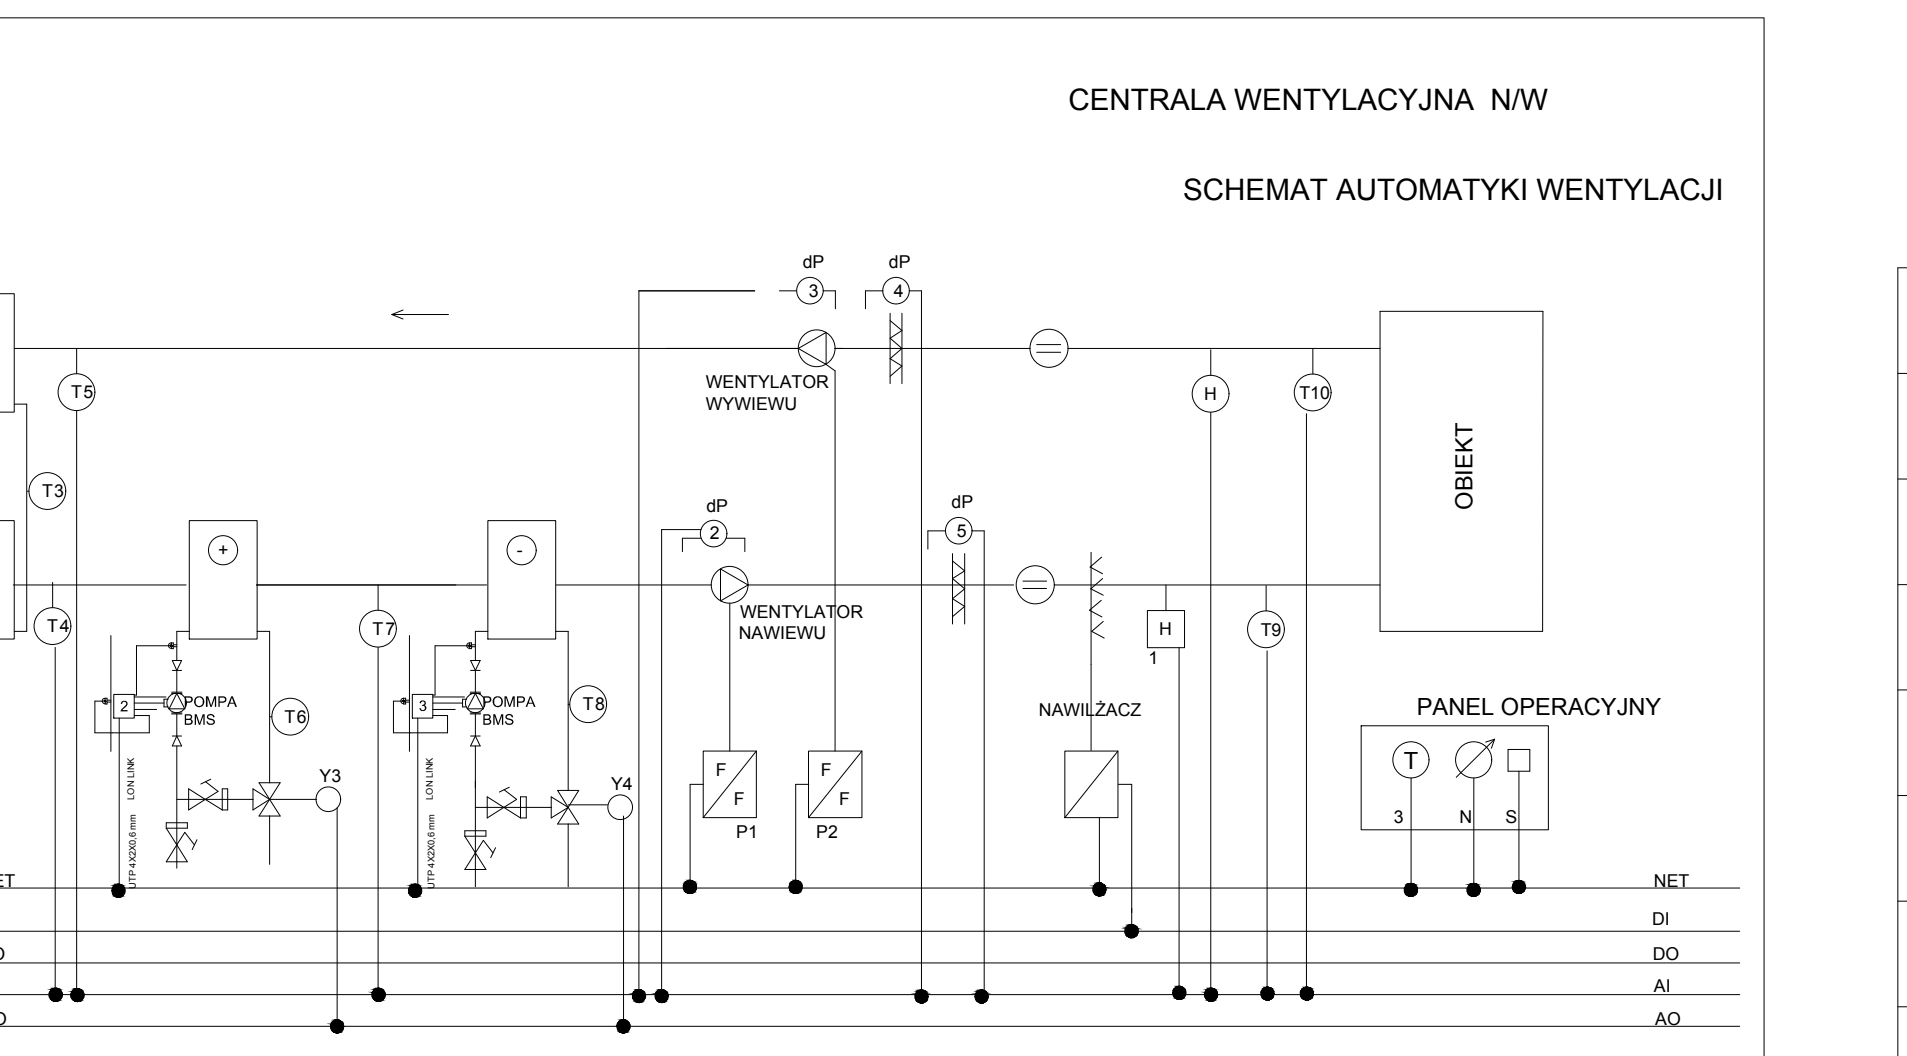 CENTRALA WENTYLACYJNA N/W
SCHEMAT AUTOMATYKI WENTYLACJI
dP
dP
3
4
WENTYLATOR
WYWIEWU
T5
H
T10
OBIEKT
T3
dP
dP
2
5
+
-
WENTYLATOR
NAWIEWU
T4
T7
H
T9
1
2
POMPA
BMS
T6
3
POMPA
BMS
T8
NAWILŻACZ
PANEL OPERACYJNY
UTP 4X2X0,6 mm LON LINK
Y3
UTP 4X2X0,6 mm LON LINK
Y4
F
F
P1
F
F
P2
T
3
N
S
ET
NET
DI
O
DO
AI
O
AO